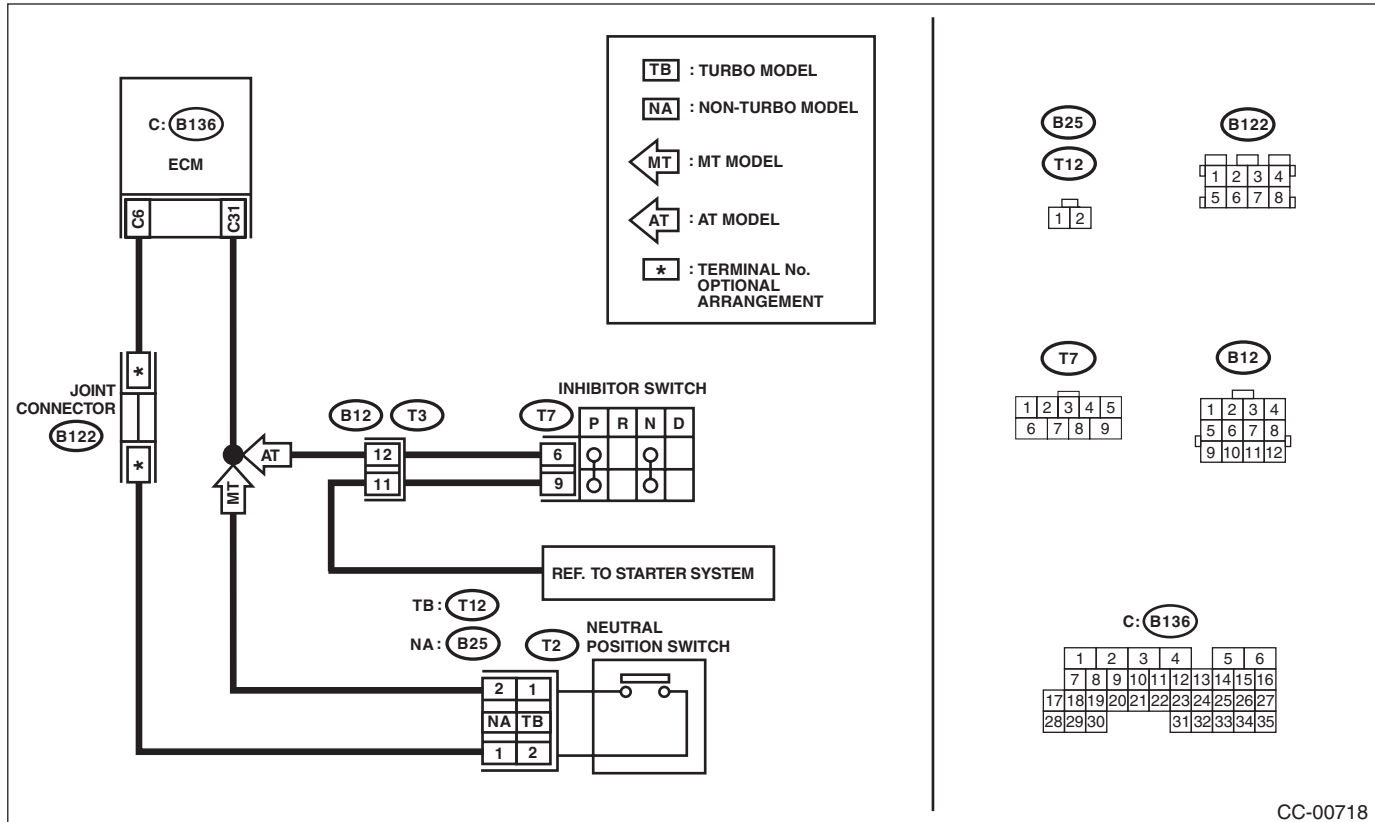 C: B136
ECM
C6
C31
TB : TURBO MODEL
NA : NON-TURBO MODEL
MT : MT MODEL
AT : AT MODEL
* : TERMINAL No.
OPTIONAL
ARRANGEMENT
JOINT
CONNECTOR
B122
*
*
AT
MT
B12 T3
12
11
INHIBITOR SWITCH
T7
P R N D
6
9
REF. TO STARTER SYSTEM
TB : T12
NA : B25
T2
NEUTRAL
POSITION SWITCH
2 1
NA TB
1 2
B25
T12
1 2
B122
1 2 3 4
5 6 7 8
T7
1 2 3 4 5
6 7 8 9
B12
1 2 3 4
5 6 7 8
9 10 11 12
C: B136
1 2 3 4 5 6
7 8 9 10 11 12 13 14 15 16
17 18 19 20 21 22 23 24 25 26 27
28 29 30 31 32 33 34 35
CC-00718